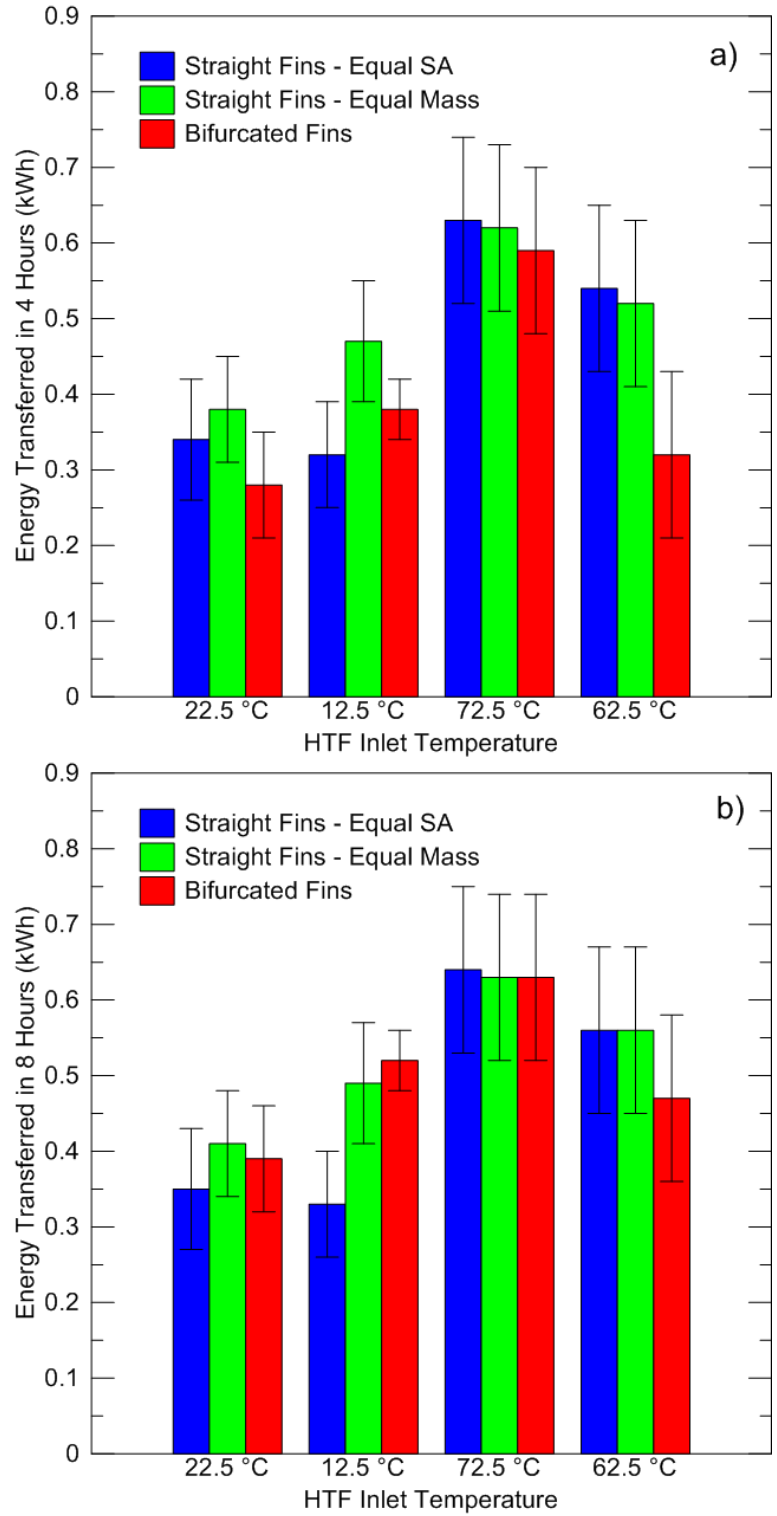 a)
Straight Fins - Equal SA
Straight Fins - Equal Mass
Bifurcated Fins
Energy Transferred in 4 Hours (kWh)
0.9
0.8
0.7
0.6
0.5
0.4
0.3
0.2
0.1
0
22.5 °C 12.5 °C 72.5 °C 62.5 °C
HTF Inlet Temperature
b)
Straight Fins - Equal SA
Straight Fins - Equal Mass
Bifurcated Fins
Energy Transferred in 8 Hours (kWh)
0.9
0.8
0.7
0.6
0.5
0.4
0.3
0.2
0.1
0
22.5 °C 12.5 °C 72.5 °C 62.5 °C
HTF Inlet Temperature